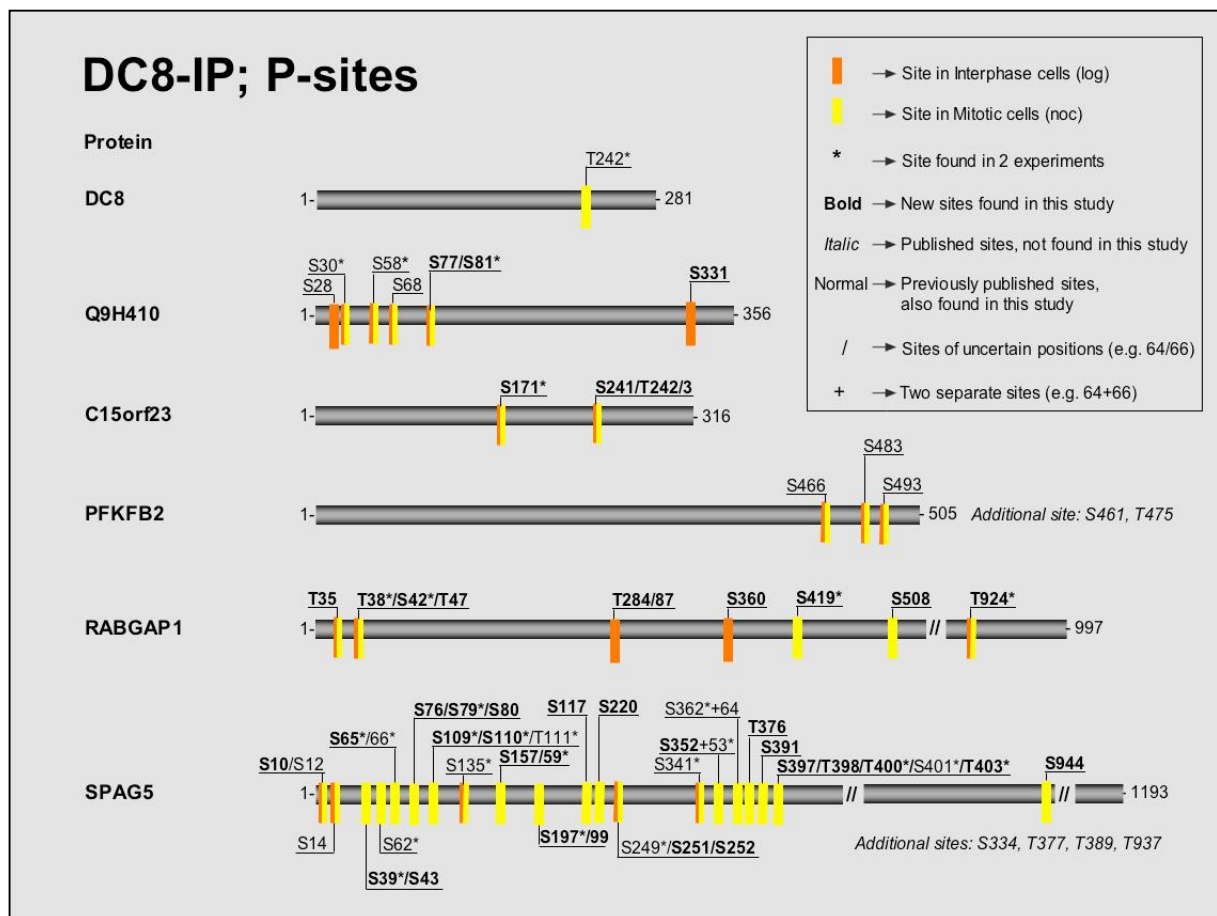 DC8-IP; P-sites
Site in Interphase cells (log)
Site in Mitotic cells (noc)
* Site found in 2 experiments
Bold New sites found in this study
Italic Published sites, not found in this study
Normal Previously published sites,
also found in this study
/ Sites of uncertain positions (e.g. 64/66)
+ Two separate sites (e.g. 64+66)
Protein
T242*
DC8 1- - 281
S30* S58* S77/S81* S331
S28 S68
Q9H410 1- - 356
S171* S241/T242/3
C15orf23 1- - 316
S483
S466 S493
PFKFB2 1- - 505 Additional site: S461, T475
T35 T38*/S42*/T47 T284/87 S360 S419* S508 T924*
RABGAP1 1- // - 997
S76/S79*/S80 S117 S220 S362*+64
S65*/66* S109*/S110*/T111* T376
S157/59* S352+53* S391
S10/S12 S135* S341* S397/T398/T400*/S401*/T403* S944
SPAG5 1- // // - 1193
S14 S62* S197*/99 S249*/S251/S252 Additional sites: S334, T377, T389, T937
S39*/S43